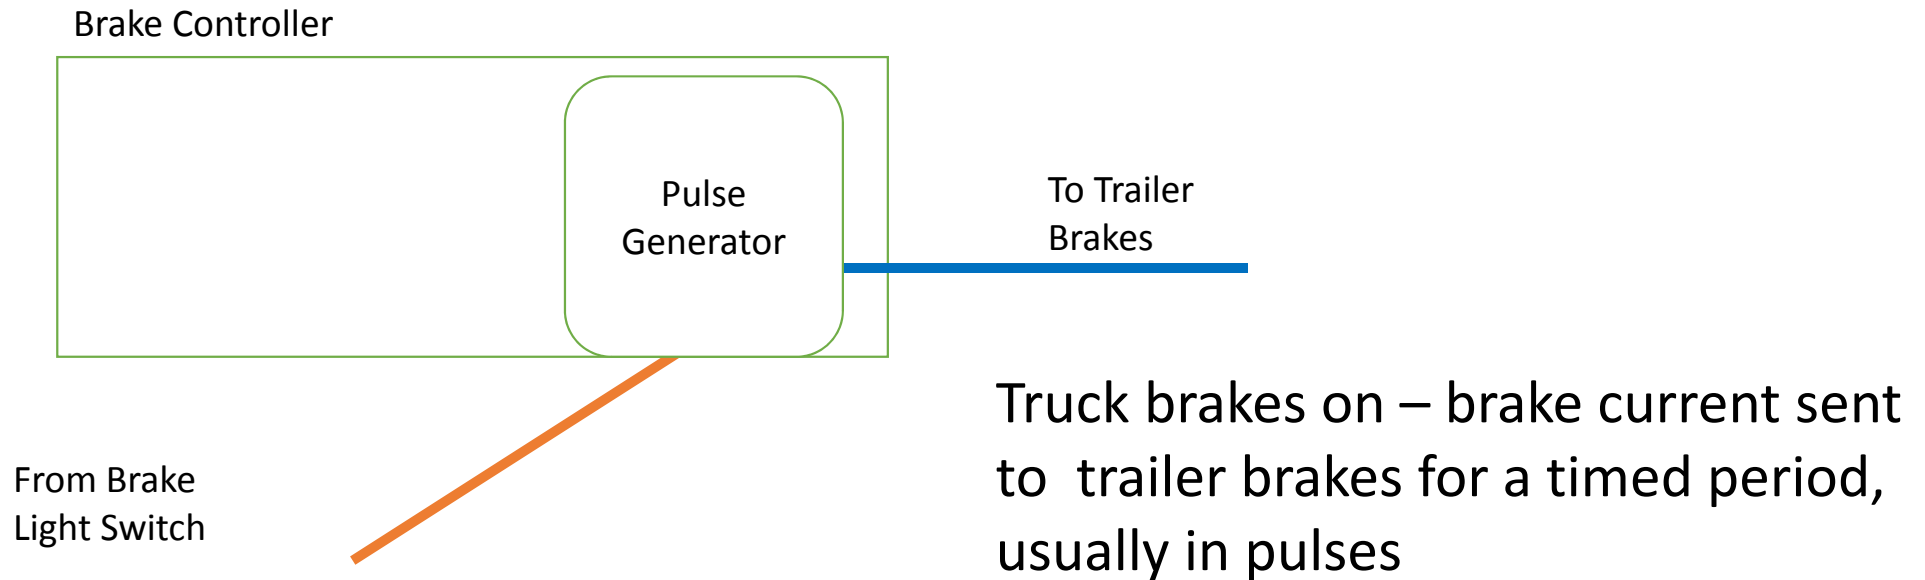 Brake Controller
Pulse
Generator
To Trailer
Brakes
From Brake
Light Switch
Truck brakes on – brake current sent
to  trailer brakes for a timed period,
usually in pulses